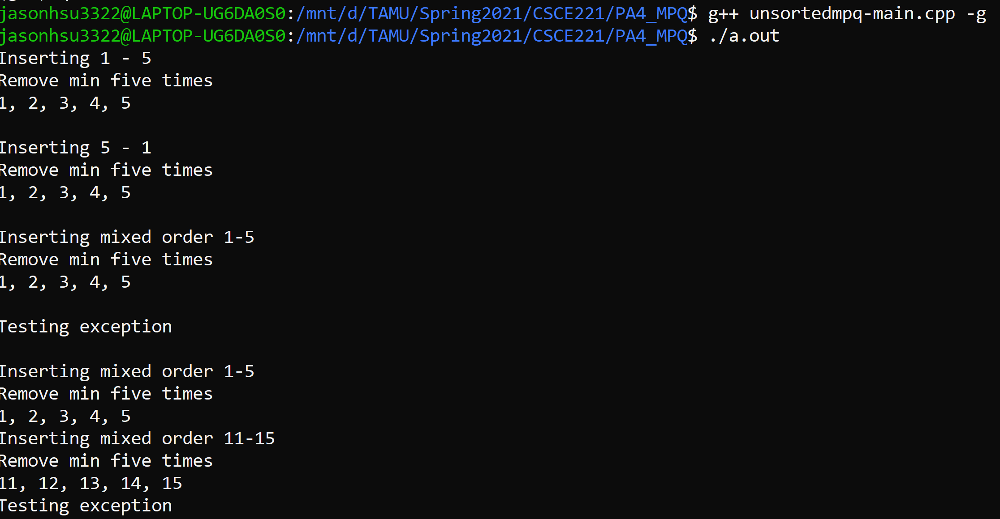 jasonhsu3322@LAPTOP-UG6DA0S0:/mnt/d/TAMU/Spring2021/CSCE221/PA4_MPQ$ g++ unsortedmpq-main.cpp -g
jasonhsu3322@LAPTOP-UG6DA0S0:/mnt/d/TAMU/Spring2021/CSCE221/PA4_MPQ$ ./a.out
Inserting 1 - 5
Remove min five times
1, 2, 3, 4, 5
Inserting 5 - 1
Remove min five times
1, 2, 3, 4, 5
Inserting mixed order 1-5
Remove min five times
1, 2, 3, 4, 5
Testing exception
Inserting mixed order 1-5
Remove min five times
1, 2, 3, 4, 5
Inserting mixed order 11-15
Remove min five times
11, 12, 13, 14, 15
Testing exception